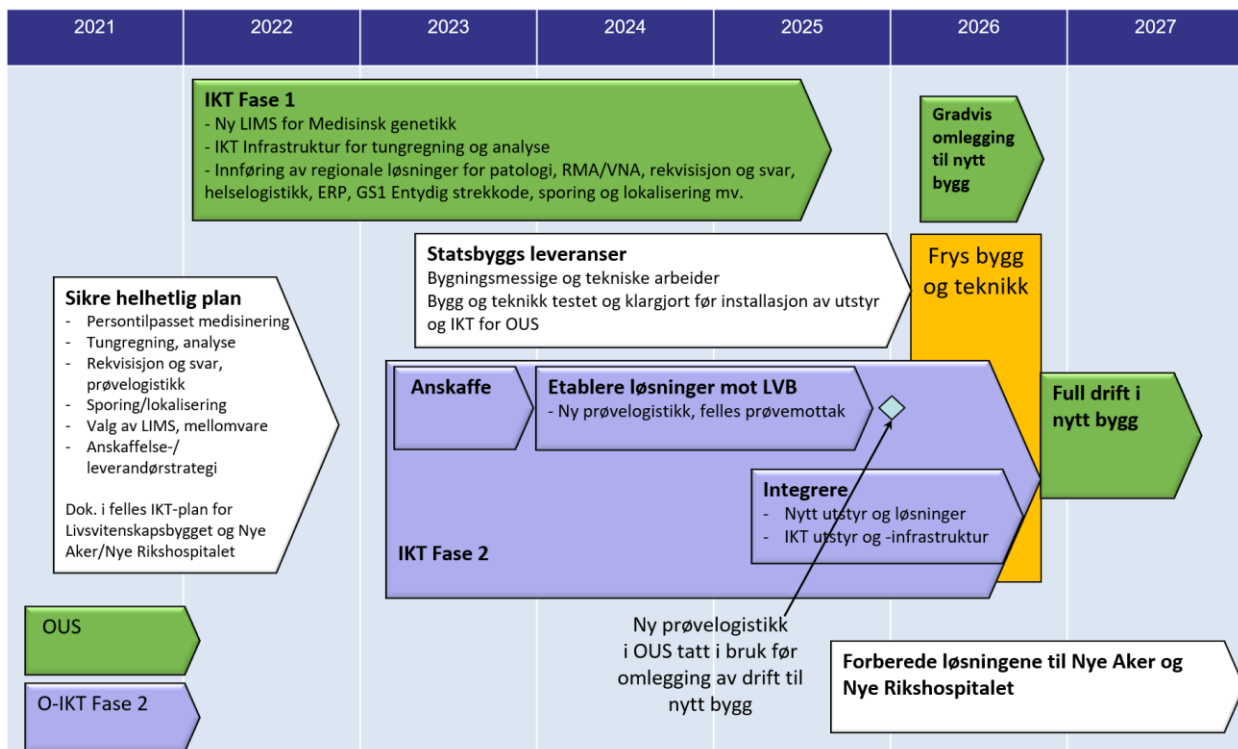 2021 2022 2023 2024 2025 2026 2027
IKT Fase 1
- Ny LIMS for Medisinsk genetikk
- IKT Infrastruktur for tungregning og analyse
- Innføring av regionale løsninger for patologi, RMA/VNA, rekvisisjon og svar,
helselogistikk, ERP, GS1 Entydig strekkode, sporing og lokalisering mv.
Gradvis
omlegging
til nytt
bygg
Statsbyggs leveranser
Bygningsmessige og tekniske arbeider
Bygg og teknikk testet og klargjort før installasjon av utstyr
og IKT for OUS
Frys bygg
og teknikk
Sikre helhetlig plan
- Persontilpasset medisinering
- Tungregning, analyse
- Rekvisisjon og svar,
prøvelogistikk
- Sporing/lokalisering
- Valg av LIMS, mellomvare
- Anskaffelse-/
leverandørstrategi
Dok. i felles IKT-plan for
Livsvitenskapsbygget og Nye
Aker/Nye Rikshospitalet
Anskaffe
Etablere løsninger mot LVB
- Ny prøvelogistikk, felles prøvemottak
Full drift i
nytt bygg
Integrere
- Nytt utstyr og løsninger
- IKT utstyr og -infrastruktur
IKT Fase 2
OUS
O-IKT Fase 2
Ny prøvelogistikk
i OUS tatt i bruk før
omlegging av drift til
nytt bygg
Forberede løsningene til Nye Aker og
Nye Rikshospitalet